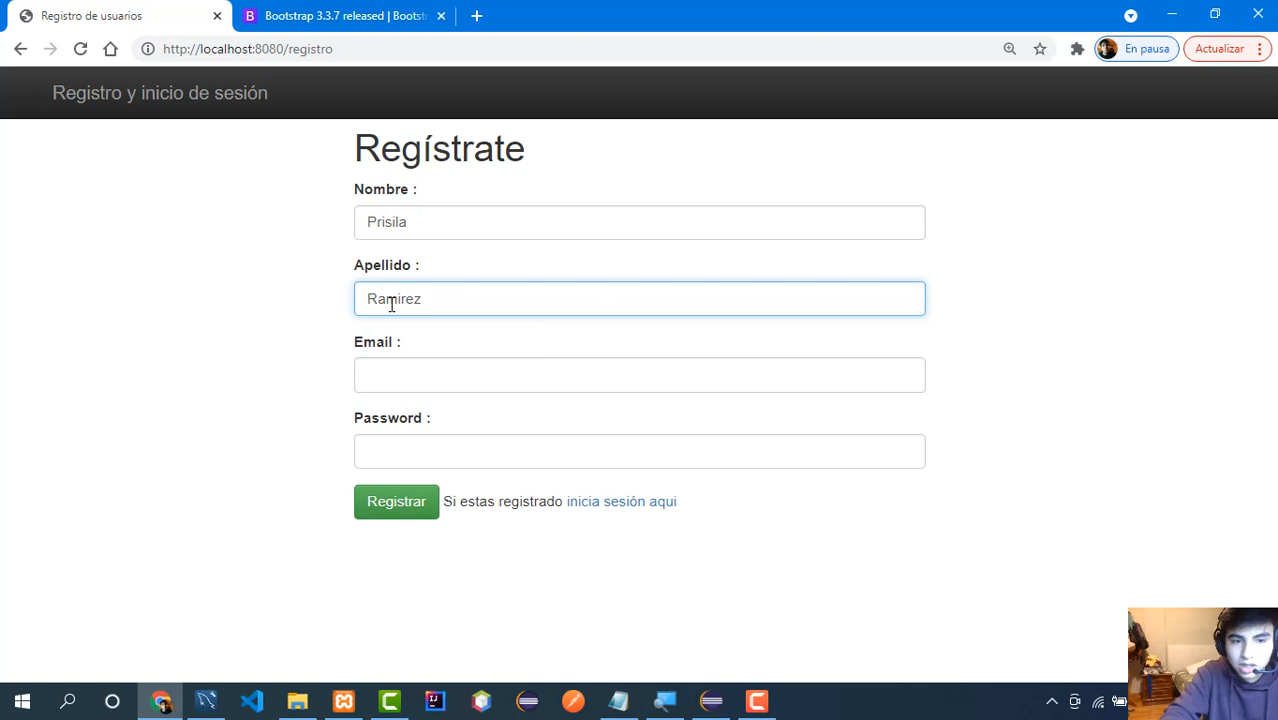 Registro de usuarios
Bootstrap 3.3.7 released | Bootst
http://localhost:8080/registro
En pausa
Actualizar
Registro y inicio de sesión
Regístrate
Nombre :
Prisila
Apellido :
Ramirez
Email :
Password :
Registrar Si estas registrado inicia sesión aqui